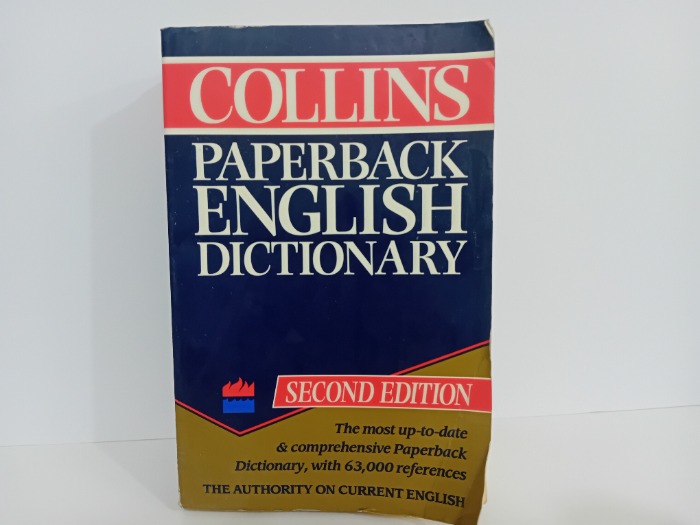 COLLINS
PAPERBACK
ENGLISH
DICTIONARY
SECOND EDITION
The most up-to-date
& comprehensive Paperback
Dictionary, with 63,000 references
THE AUTHORITY ON CURRENT ENGLISH